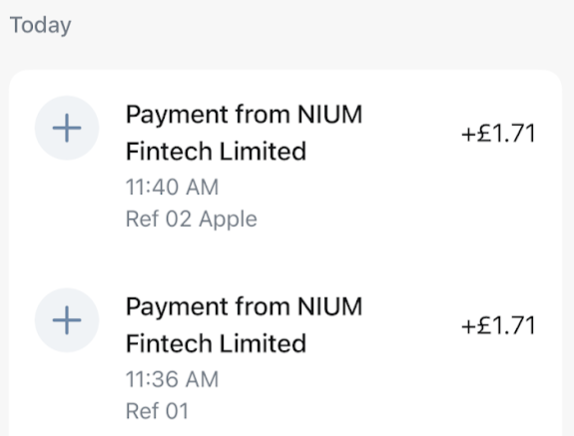 Today
Payment from NIUM
Fintech Limited
+£1.71
11:40 AM
Ref 02 Apple
Payment from NIUM
Fintech Limited
+£1.71
11:36 AM
Ref 01